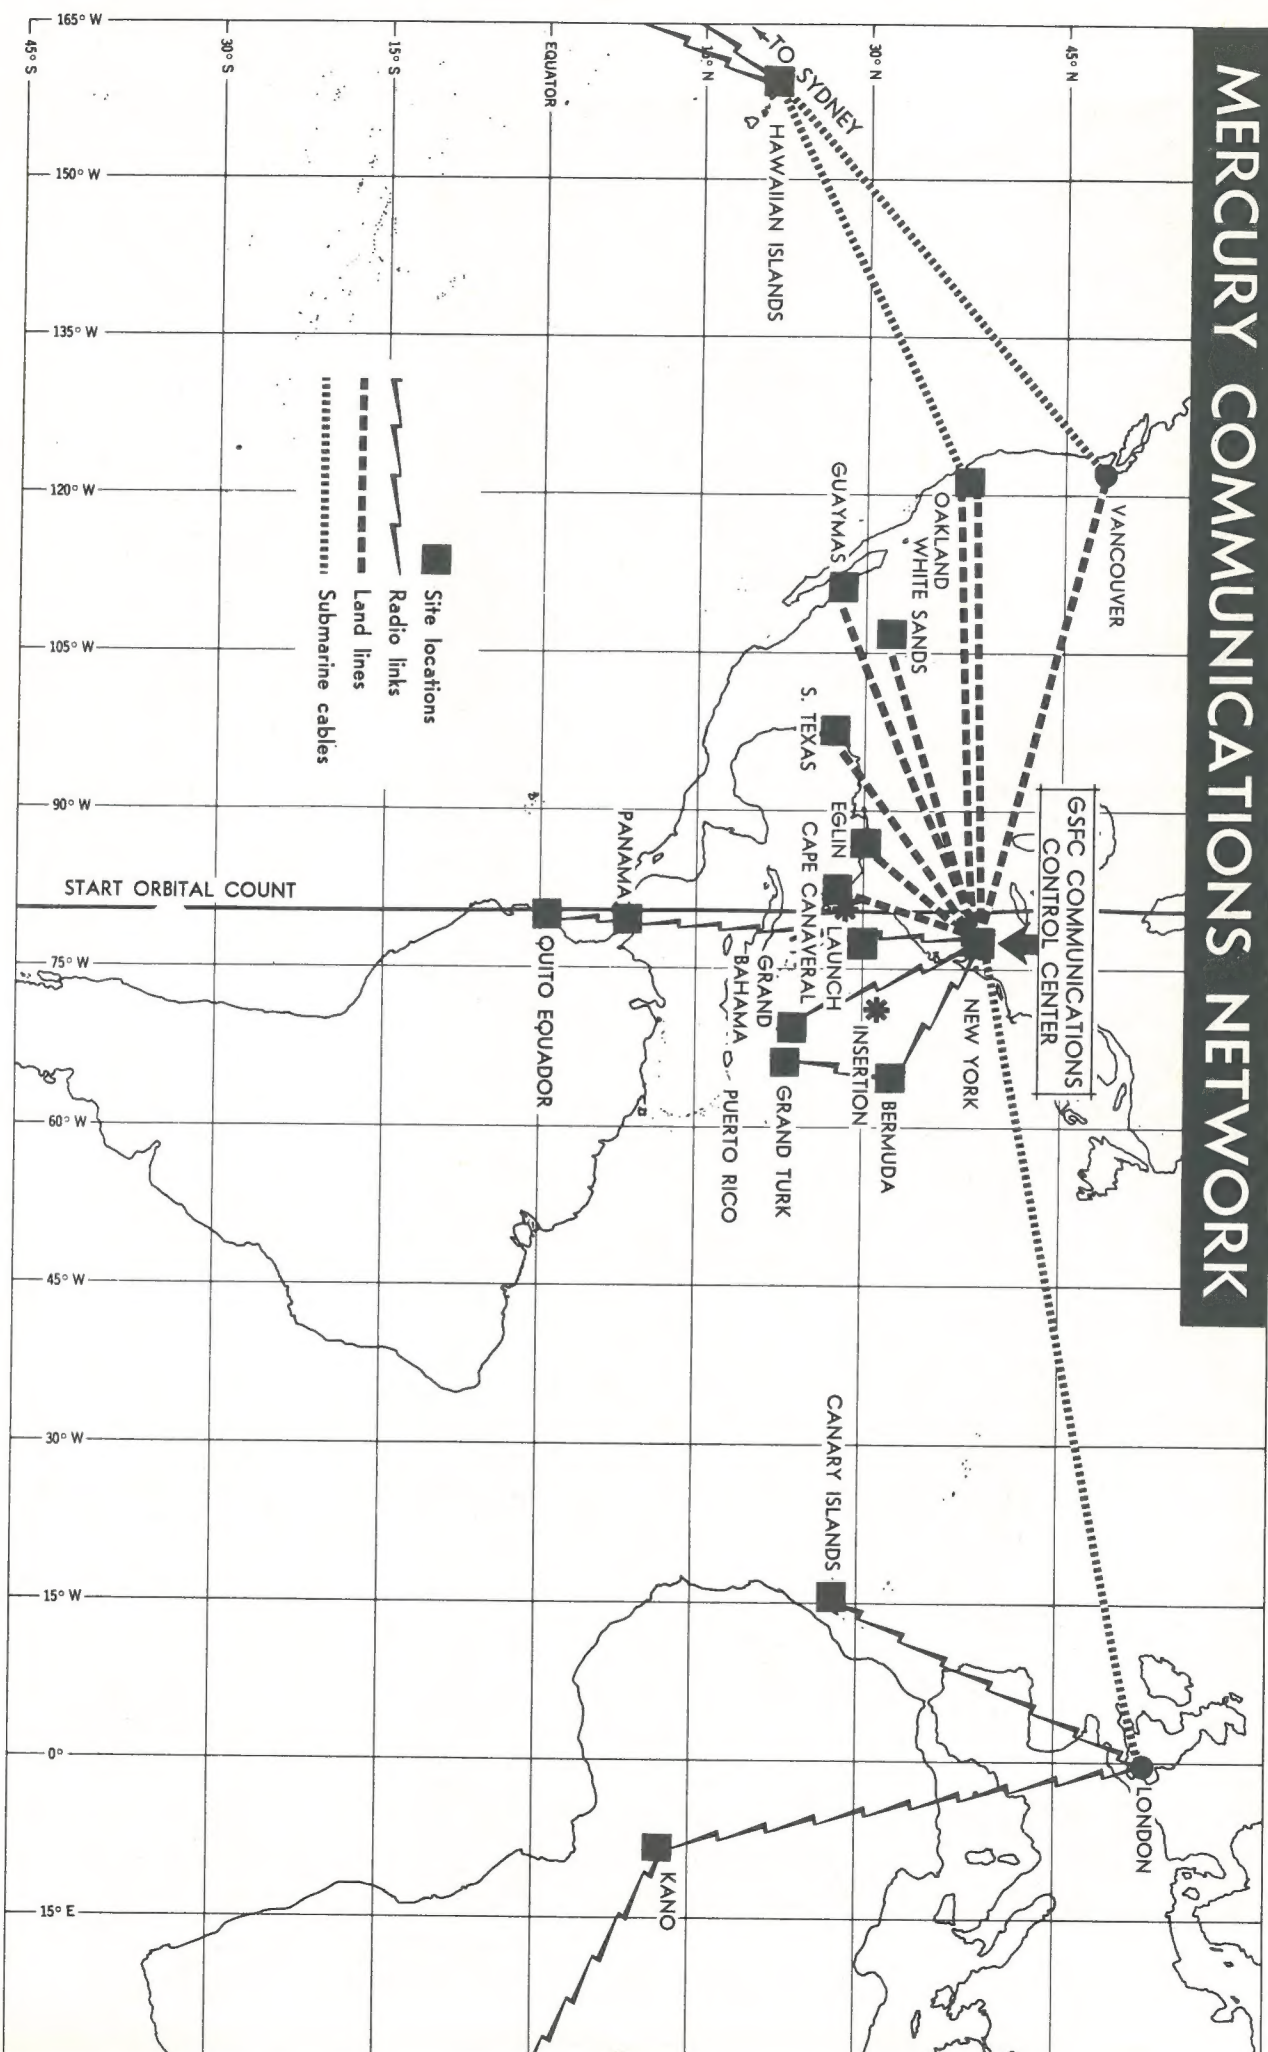 MERCURY COMMUNICATIONS NETWORK
TO SYDNEY
HAWAIIAN ISLANDS
VANCOUVER
OAKLAND
WHITE SANDS
GUAYMAS
S. TEXAS
EGLIN
CAPE CANAVERAL
LAUNCH
GSFC COMMUNICATIONS
CONTROL CENTER
NEW YORK
INSERTION
BERMUDA
GRAND
BAHAMA
GRAND TURK
PUERTO RICO
PANAMA
QUITO EQUADOR
START ORBITAL COUNT
CANARY ISLANDS
LONDON
KANO
Site locations
Radio links
Land lines
Submarine cables
45° N
30° N
15° N
EQUATOR
15° S
30° S
45° S
165° W
150° W
135° W
120° W
105° W
90° W
75° W
60° W
45° W
30° W
15° W
0°
15° E